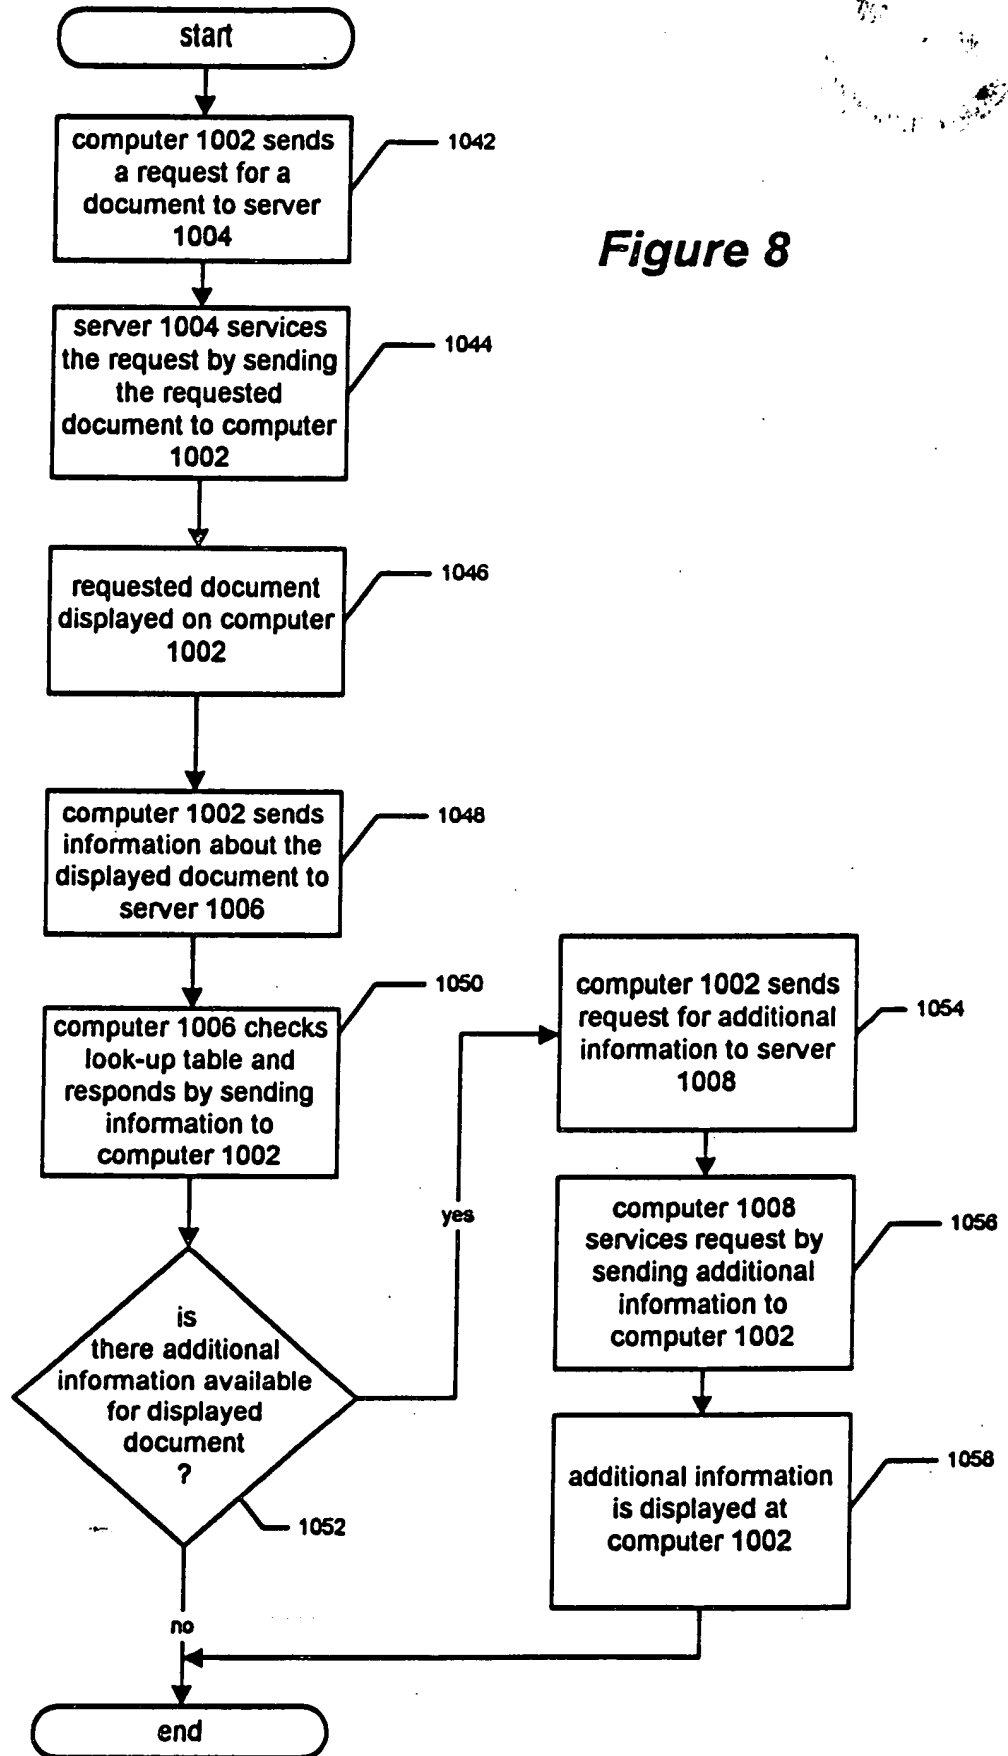 start
computer 1002 sends
a request for a
document to server
1004
1042
Figure 8
server 1004 services
the request by sending
the requested
document to computer
1002
1044
requested document
displayed on computer
1002
1046
computer 1002 sends
information about the
displayed document to
server 1006
1048
computer 1006 checks
look-up table and
responds by sending
information to
computer 1002
1050
is
there additional
information available
for displayed
document
?
1052
yes
no
computer 1002 sends
request for additional
information to server
1008
1054
computer 1008
services request by
sending additional
information to
computer 1002
1056
additional information
is displayed at
computer 1002
1058
end